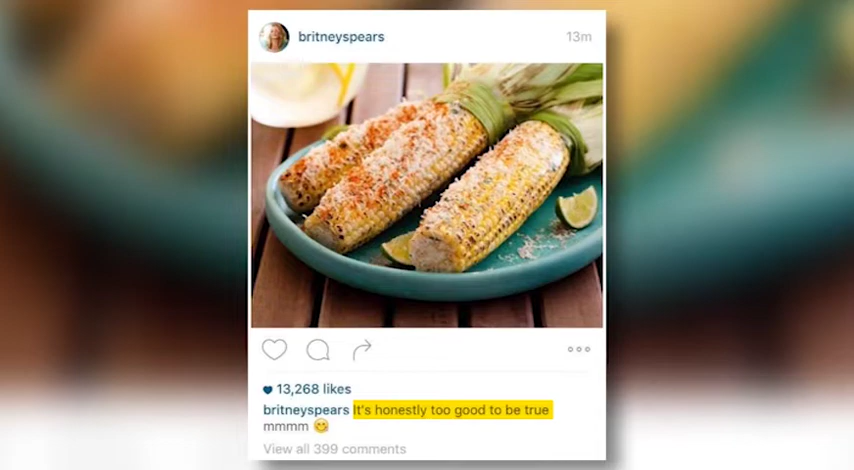 britneyspears 13m
13,268 likes
britneyspears It's honestly too good to be true
mmmm 😋
View all 399 comments